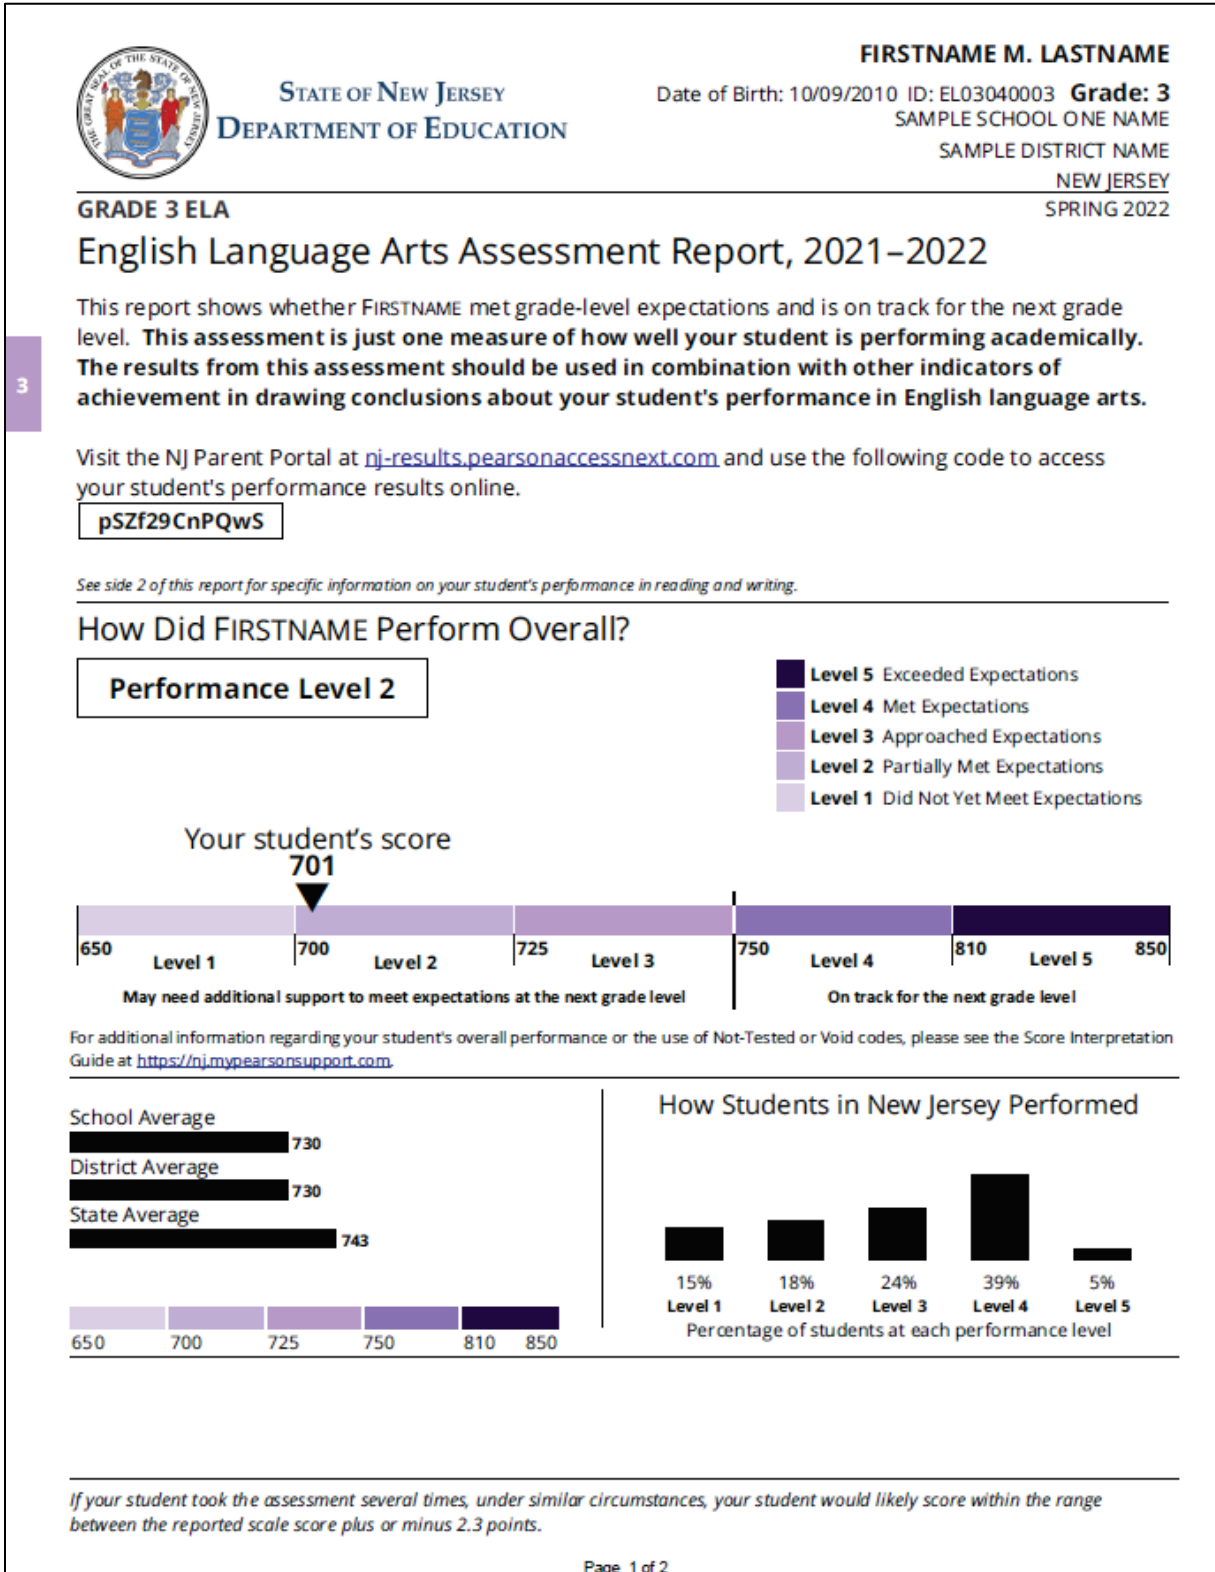 THE GREAT SEAL OF THE STATE OF NEW JERSEY
STATE OF NEW JERSEY
DEPARTMENT OF EDUCATION
FIRSTNAME M. LASTNAME
Date of Birth: 10/09/2010 ID: EL03040003 Grade: 3
SAMPLE SCHOOL ONE NAME
SAMPLE DISTRICT NAME
NEW JERSEY
GRADE 3 ELA
SPRING 2022
English Language Arts Assessment Report, 2021–2022
This report shows whether FIRSTNAME met grade-level expectations and is on track for the next grade
level. This assessment is just one measure of how well your student is performing academically.
The results from this assessment should be used in combination with other indicators of
achievement in drawing conclusions about your student's performance in English language arts.
3
Visit the NJ Parent Portal at nj-results.pearsonaccessnext.com and use the following code to access
your student's performance results online.
pSZf29CnPQwS
See side 2 of this report for specific information on your student's performance in reading and writing.
How Did FIRSTNAME Perform Overall?
Performance Level 2
Level 5 Exceeded Expectations
Level 4 Met Expectations
Level 3 Approached Expectations
Level 2 Partially Met Expectations
Level 1 Did Not Yet Meet Expectations
Your student's score
701
650 Level 1 700 Level 2 725 Level 3 750 Level 4 810 Level 5 850
May need additional support to meet expectations at the next grade level
On track for the next grade level
For additional information regarding your student's overall performance or the use of Not-Tested or Void codes, please see the Score Interpretation
Guide at https://nj.mypearsonsupport.com.
School Average
730
District Average
730
State Average
743
650 700 725 750 810 850
How Students in New Jersey Performed
15% 18% 24% 39% 5%
Level 1 Level 2 Level 3 Level 4 Level 5
Percentage of students at each performance level
If your student took the assessment several times, under similar circumstances, your student would likely score within the range
between the reported scale score plus or minus 2.3 points.
Page 1 of 2